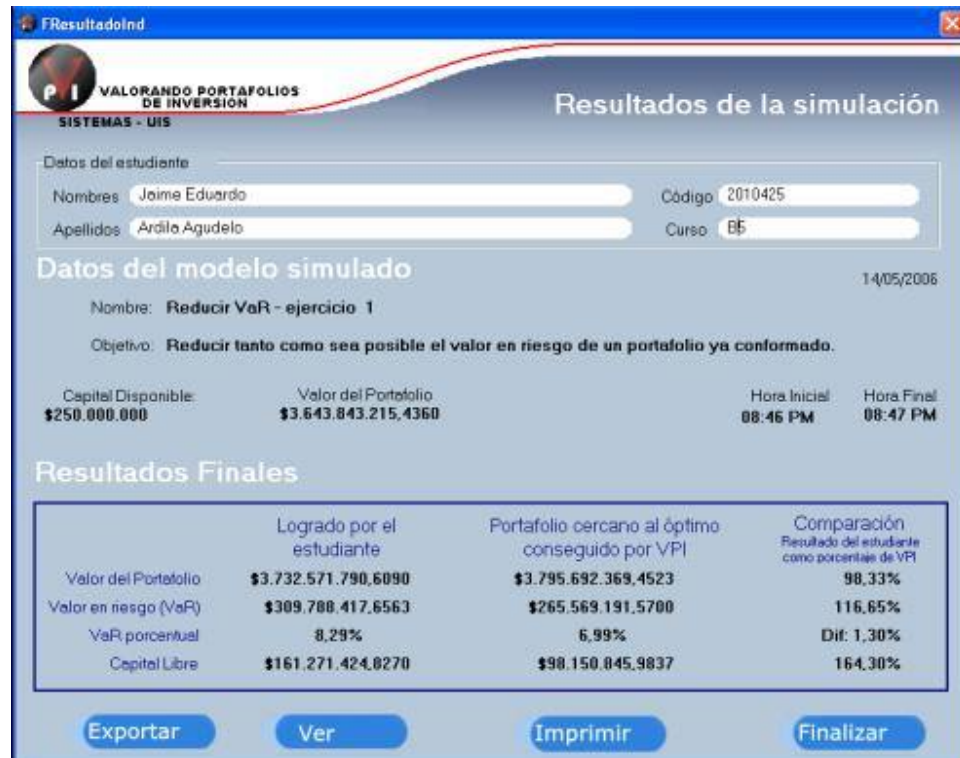 FResultadoInd
PVI
VALORANDO PORTAFOLIOS
DE INVERSIÓN
SISTEMAS - UIS
Resultados de la simulación
Datos del estudiante
Nombres Jaime Eduardo Código 2010425
Apellidos Ardila Agudelo Curso B5
Datos del modelo simulado
14/05/2006
Nombre: Reducir VaR - ejercicio 1
Objetivo: Reducir tanto como sea posible el valor en riesgo de un portafolio ya conformado.
Capital Disponible: Valor del Portafolio Hora Inicial Hora Final
$250.000.000 $3.643.843.215,4360 08:46 PM 08:47 PM
Resultados Finales
Logrado por el estudiante
Portafolio cercano al óptimo conseguido por VPI
Comparación
Resultado del estudiante
como porcentaje de VPI
Valor del Portafolio $3.732.571.790,6090 $3.795.692.369,4523 98,33%
Valor en riesgo (VaR) $309.788.417,6563 $265.569.191,5700 116,65%
VaR porcentual 8,29% 6,99% Dif: 1,30%
Capital Libre $161.271.424,8270 $98.150.845,9837 164,30%
Exportar Ver Imprimir Finalizar